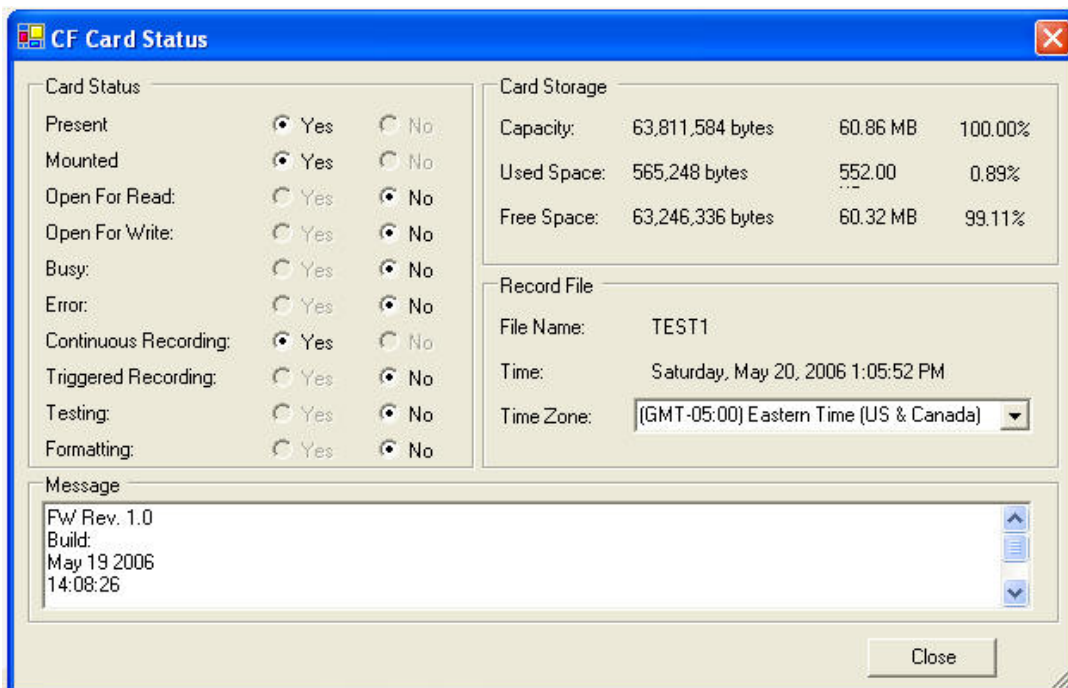 CF Card Status
Card Status
Present Yes No
Mounted Yes No
Open For Read: Yes No
Open For Write: Yes No
Busy: Yes No
Error: Yes No
Continuous Recording: Yes No
Triggered Recording: Yes No
Testing: Yes No
Formatting: Yes No
Card Storage
Capacity: 63,811,584 bytes 60.86 MB 100.00%
Used Space: 565,248 bytes 552.00 0.89%
Free Space: 63,246,336 bytes 60.32 MB 99.11%
Record File
File Name: TEST1
Time: Saturday, May 20, 2006 1:05:52 PM
Time Zone: (GMT-05:00) Eastern Time (US & Canada)
Message
FW Rev. 1.0
Build:
May 19 2006
14:08:26
Close